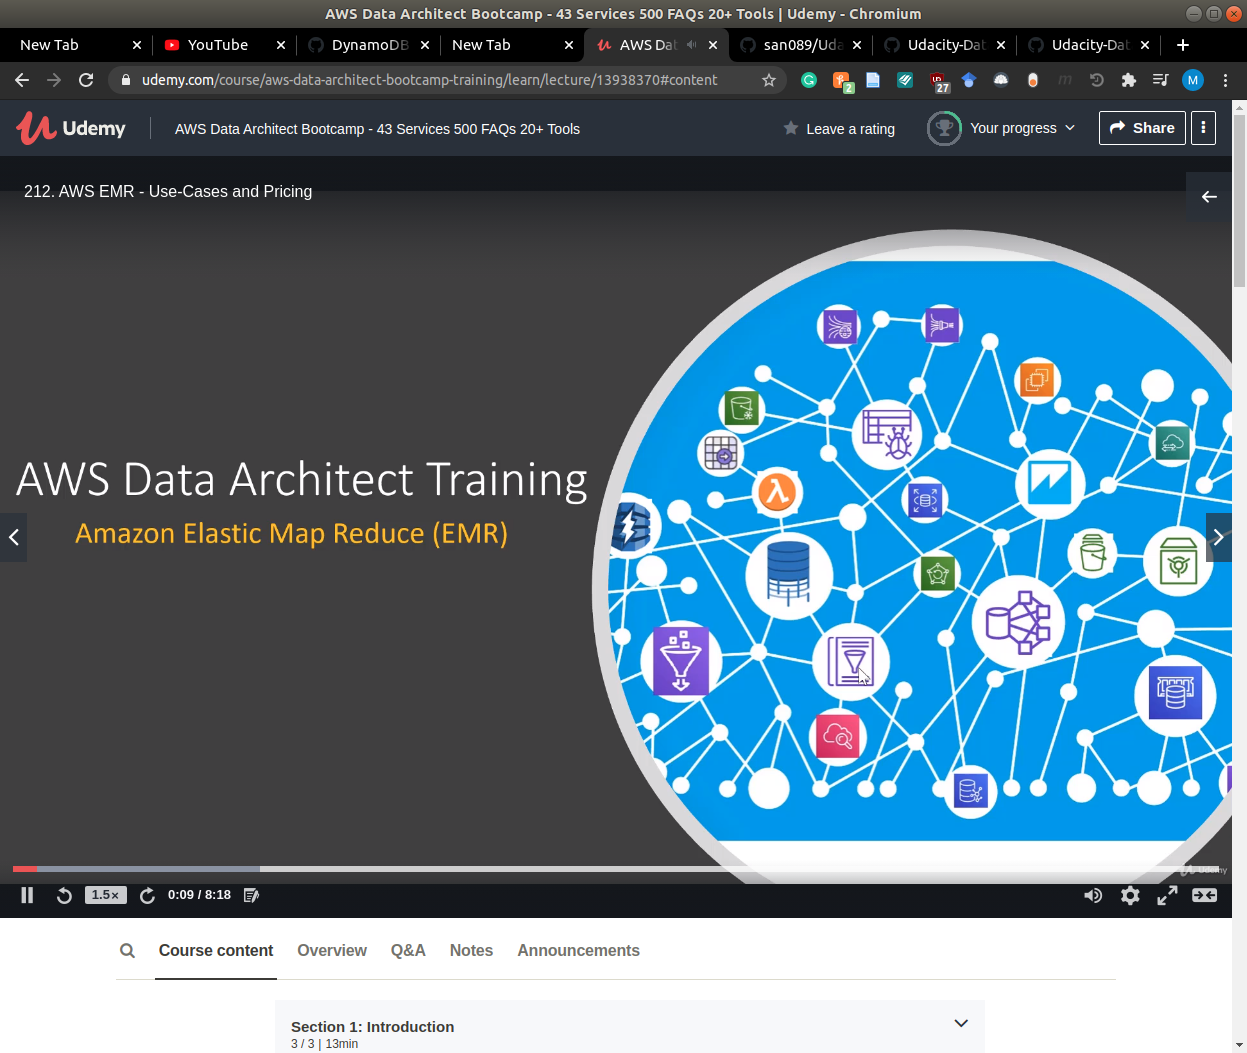 AWS Data Architect Bootcamp - 43 Services 500 FAQs 20+ Tools | Udemy - Chromium
New Tab
YouTube
DynamoDB
New Tab
AWS Dat
san089/Uda
Udacity-Dat
Udacity-Dat
udemy.com/course/aws-data-architect-bootcamp-training/learn/lecture/13938370#content
2
27
m
M
Udemy
AWS Data Architect Bootcamp - 43 Services 500 FAQs 20+ Tools
Leave a rating
Your progress
Share
212. AWS EMR - Use-Cases and Pricing
AWS Data Architect Training
Amazon Elastic Map Reduce (EMR)
Udemy
1.5×
0:09 / 8:18
Course content
Overview
Q&A
Notes
Announcements
Section 1: Introduction
3 / 3 | 13min